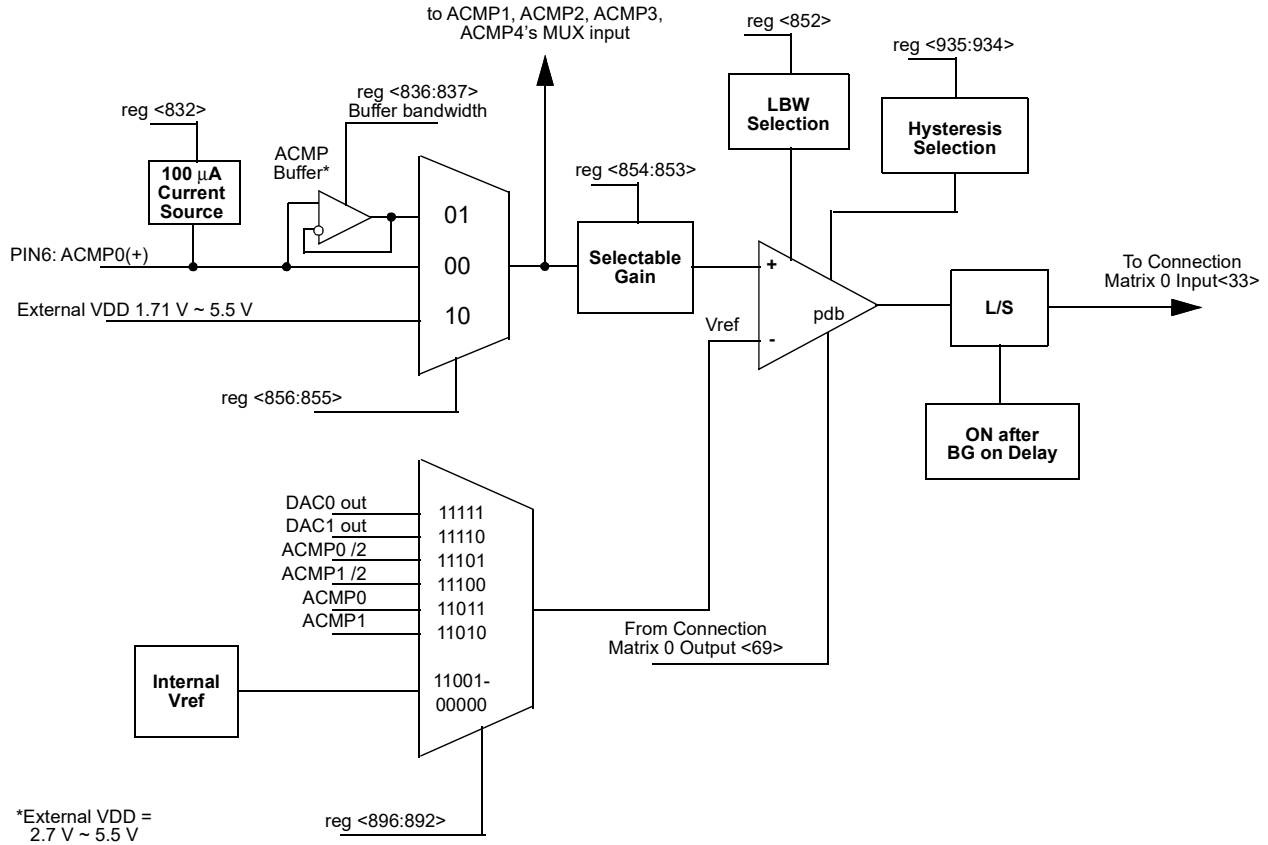 to ACMP1, ACMP2, ACMP3,
ACMP4's MUX input
reg <852>
reg <935:934>
reg <832>
reg <836:837>
Buffer bandwidth
LBW
Selection
Hysteresis
Selection
ACMP
Buffer*
100 µA
Current
Source
reg <854:853>
01
PIN6: ACMP0(+)
00
Selectable
Gain
+
To Connection
Matrix 0 Input<33>
External VDD 1.71 V ~ 5.5 V
10
L/S
pdb
Vref
-
reg <856:855>
ON after
BG on Delay
DAC0 out
11111
DAC1 out
11110
ACMP0 /2
11101
ACMP1 /2
11100
ACMP0
11011
ACMP1
11010
From Connection
Matrix 0 Output <69>
Internal
Vref
11001-
00000
reg <896:892>
*External VDD =
2.7 V ~ 5.5 V